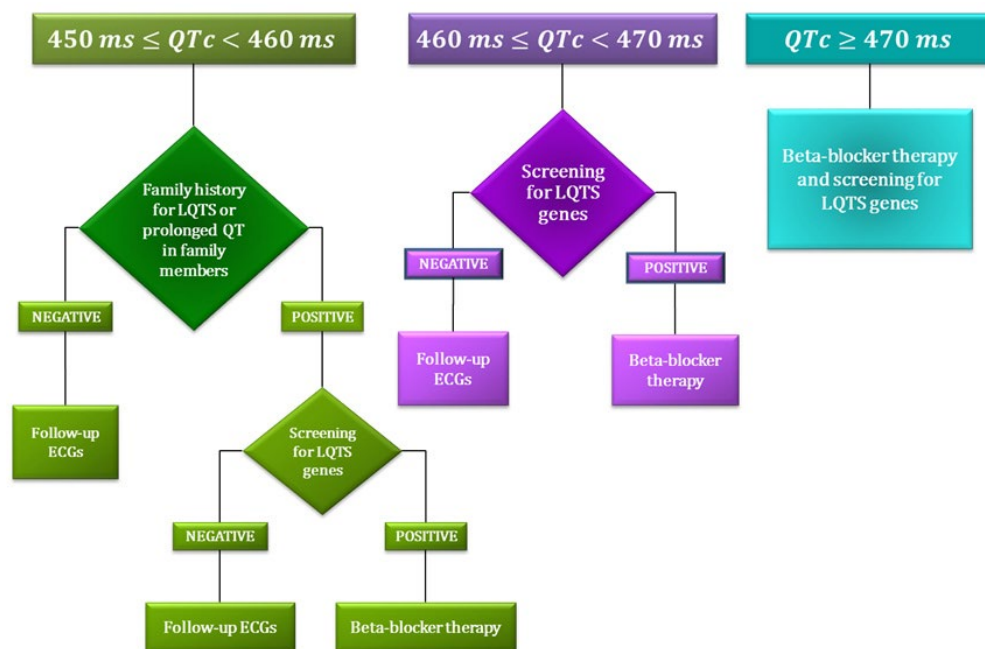 450 ms ≤ QTc < 460 ms
Family history
for LQTS or
prolonged QT
in family
members
NEGATIVE
POSITIVE
Follow-up
ECGs
Screening
for LQTS
genes
NEGATIVE
POSITIVE
Follow-up ECGs
Beta-blocker therapy
460 ms ≤ QTc < 470 ms
Screening
for LQTS
genes
NEGATIVE
POSITIVE
Follow-up
ECGs
Beta-blocker
therapy
QTc ≥ 470 ms
Beta-blocker therapy
and screening for
LQTS genes